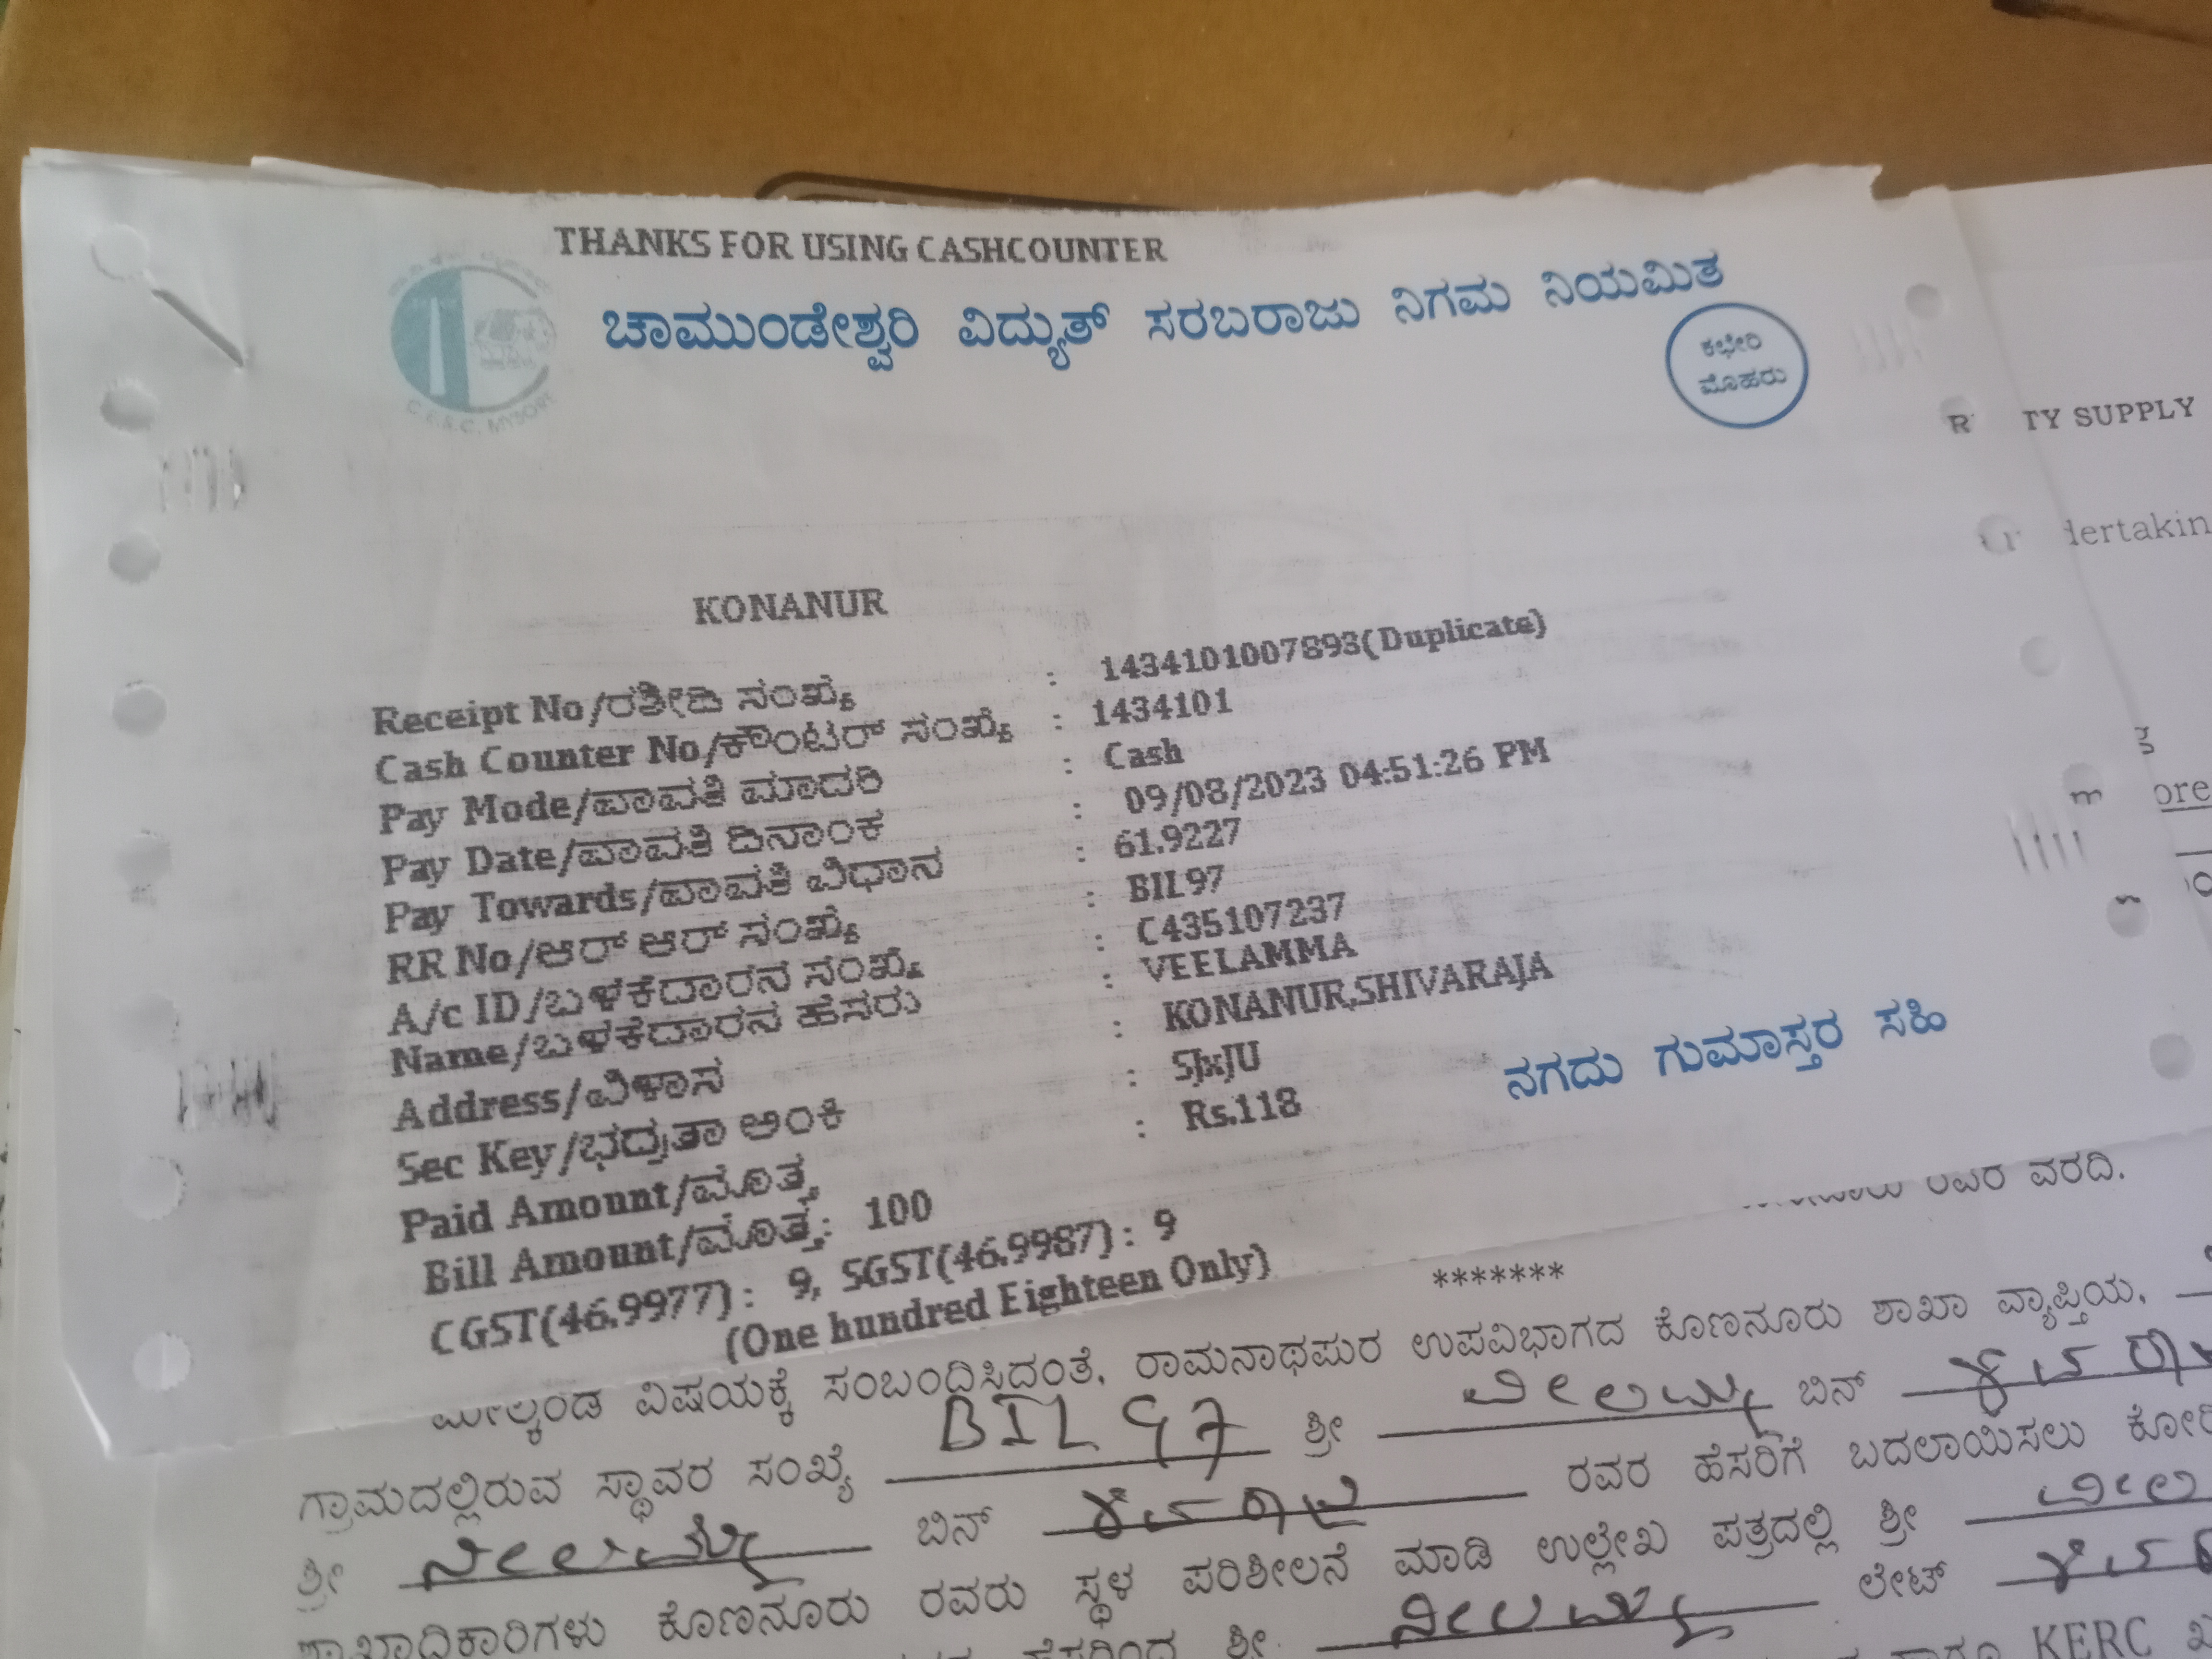 THANKS FOR USING CASHCOUNTER
ಚಾಮುಂಡೇಶ್ವರಿ ವಿದ್ಯುತ್ ಸರಬರಾಜು ನಿಗಮ ನಿಯಮಿತ
C.E.S.C. MYSORE
ಕಛೇರಿ
ಮೊಹರು
TY SUPPLY
KONANUR
Receipt No/ರಶೀದಿ ಸಂಖ್ಯೆ : 1434101007893(Duplicate)
Cash Counter No/ಕೌಂಟರ್ ಸಂಖ್ಯೆ : 1434101
Pay Mode/ಪಾವತಿ ಮಾದರಿ : Cash
Pay Date/ಪಾವತಿ ದಿನಾಂಕ : 09/08/2023 04:51:26 PM
Pay Towards/ಪಾವತಿ ವಿಧಾನ : 61.9227
RR No/ಆರ್ ಆರ್ ಸಂಖ್ಯೆ : BIL97
A/c ID/ಬಳಕೆದಾರನ ಸಂಖ್ಯೆ : C435107237
Name/ಬಳಕೆದಾರನ ಹೆಸರು : VEELAMMA
Address/ವಿಳಾಸ : KONANUR,SHIVARAJA
Sec Key/ಭದ್ರತಾ ಅಂಕಿ : SJxJU
Paid Amount/ಮೊತ್ತ : Rs.118
Bill Amount/ಮೊತ್ತ: 100
CGST(46.9977): 9, SGST(46.9987): 9
(One hundred Eighteen Only)
ನಗದು ಗುಮಾಸ್ತರ ಸಹಿ
ರವರ ವರದಿ.
*******
ಮೇಲ್ಕಂಡ ವಿಷಯಕ್ಕೆ ಸಂಬಂದಿಸಿದಂತೆ, ರಾಮನಾಥಪುರ ಉಪವಿಭಾಗದ ಕೊಣನೂರು ಶಾಖಾ ವ್ಯಾಪ್ತಿಯ,
ಗ್ರಾಮದಲ್ಲಿರುವ ಸ್ಥಾವರ ಸಂಖ್ಯೆ BIL 97 ಶ್ರೀ ವೀಲಮ್ಮ ಬಿನ್
ಶ್ರೀ ಬಿನ್ ರವರ ಹೆಸರಿಗೆ ಬದಲಾಯಿಸಲು
ಶಾಖಾದಿಕಾರಿಗಳು ಕೊಣನೂರು ರವರು ಸ್ಥಳ ಪರಿಶೀಲನೆ ಮಾಡಿ ಉಲ್ಲೇಖ ಪತ್ರದಲ್ಲಿ ಶ್ರೀ
ಹೆಸರಿನಿಂದ ಶ್ರೀ ಲೇಟ್
KERC